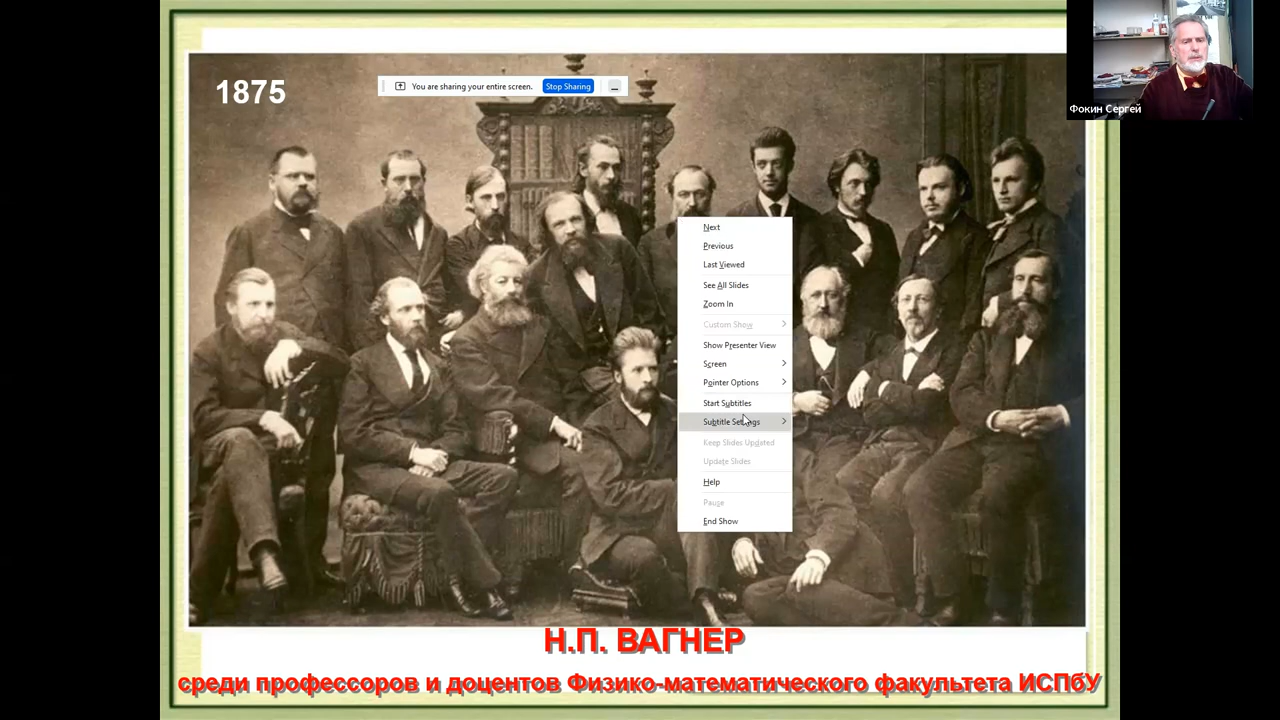 1875
You are sharing your entire screen. Stop Sharing
Фокин Сергей
Next
Previous
Last Viewed
See All Slides
Zoom In
Custom Show
Show Presenter View
Screen
Pointer Options
Start Subtitles
Subtitle Settings
Keep Slides Updated
Update Slides
Help
Pause
End Show
Н.П. ВАГНЕР
среди профессоров и доцентов Физико-математического факультета ИСПбУ